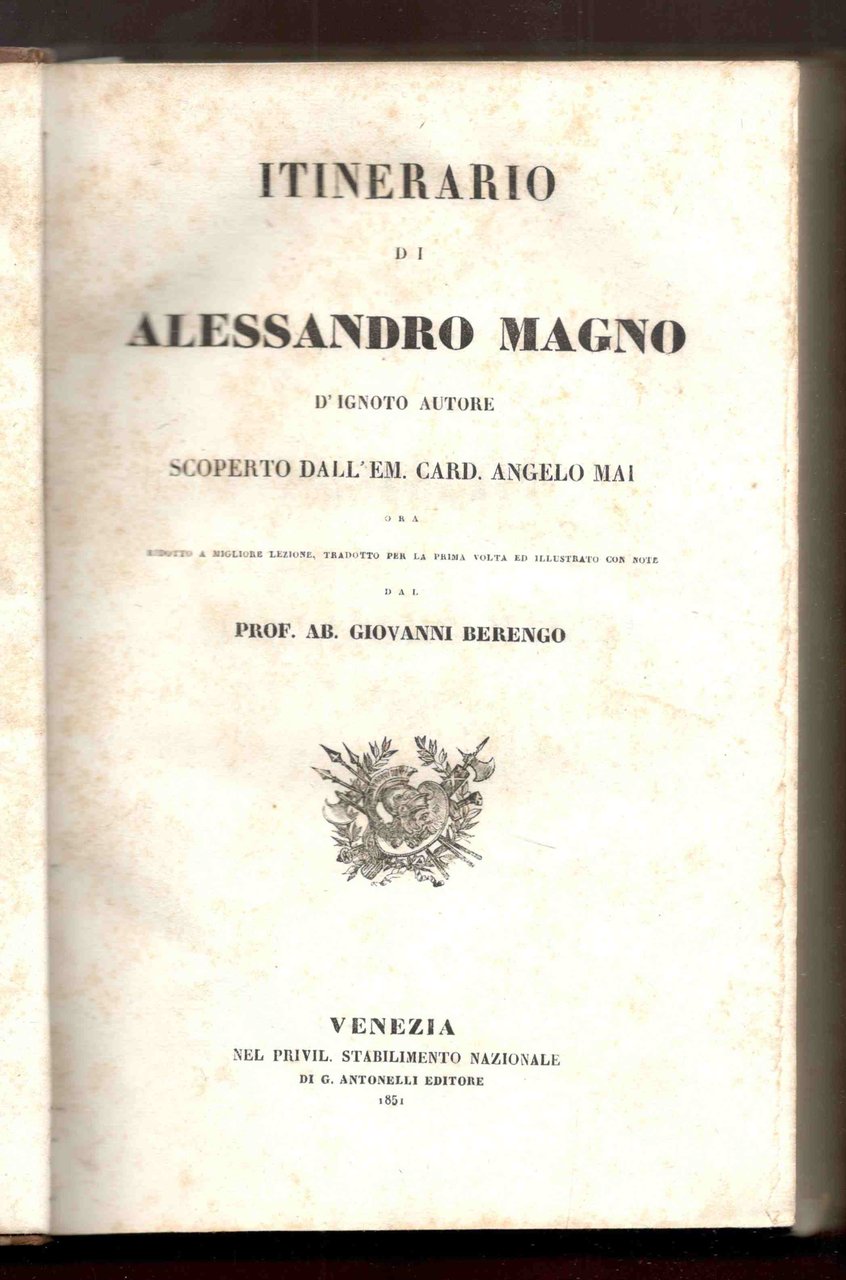 ITINERARIO
DI
ALESSANDRO MAGNO
D'IGNOTO AUTORE
SCOPERTO DALL'EM. CARD. ANGELO MAI
ORA
RIDOTTO A MIGLIORE LEZIONE, TRADOTTO PER LA PRIMA VOLTA ED ILLUSTRATO CON NOTE
DAL
PROF. AB. GIOVANNI BERENGO
VENEZIA
NEL PRIVIL. STABILIMENTO NAZIONALE
DI G. ANTONELLI EDITORE
1851